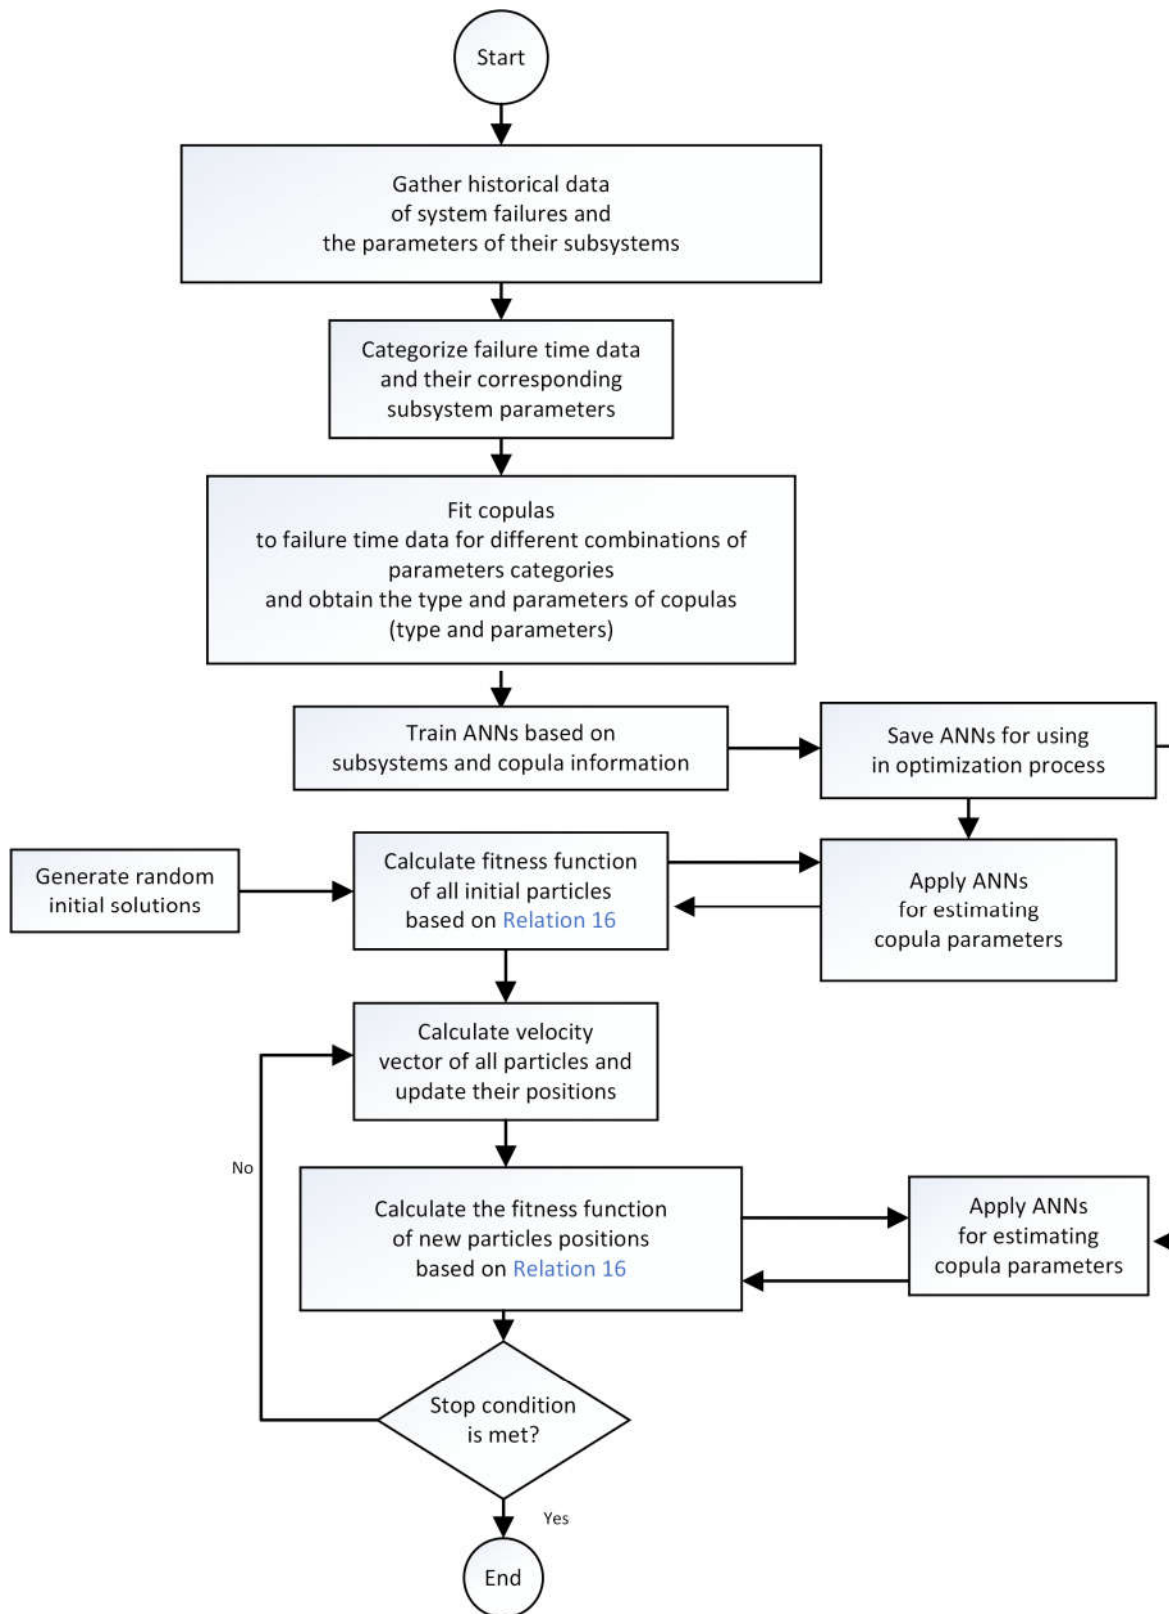 Start
Gather historical data
of system failures and
the parameters of their subsystems
Categorize failure time data
and their corresponding
subsystem parameters
Fit copulas
to failure time data for different combinations of
parameters categories
and obtain the type and parameters of copulas
(type and parameters)
Train ANNs based on
subsystems and copula information
Save ANNs for using
in optimization process
Generate random
initial solutions
Calculate fitness function
of all initial particles
based on Relation 16
Apply ANNs
for estimating
copula parameters
Calculate velocity
vector of all particles and
update their positions
No
Calculate the fitness function
of new particles positions
based on Relation 16
Apply ANNs
for estimating
copula parameters
Stop condition
is met?
Yes
End